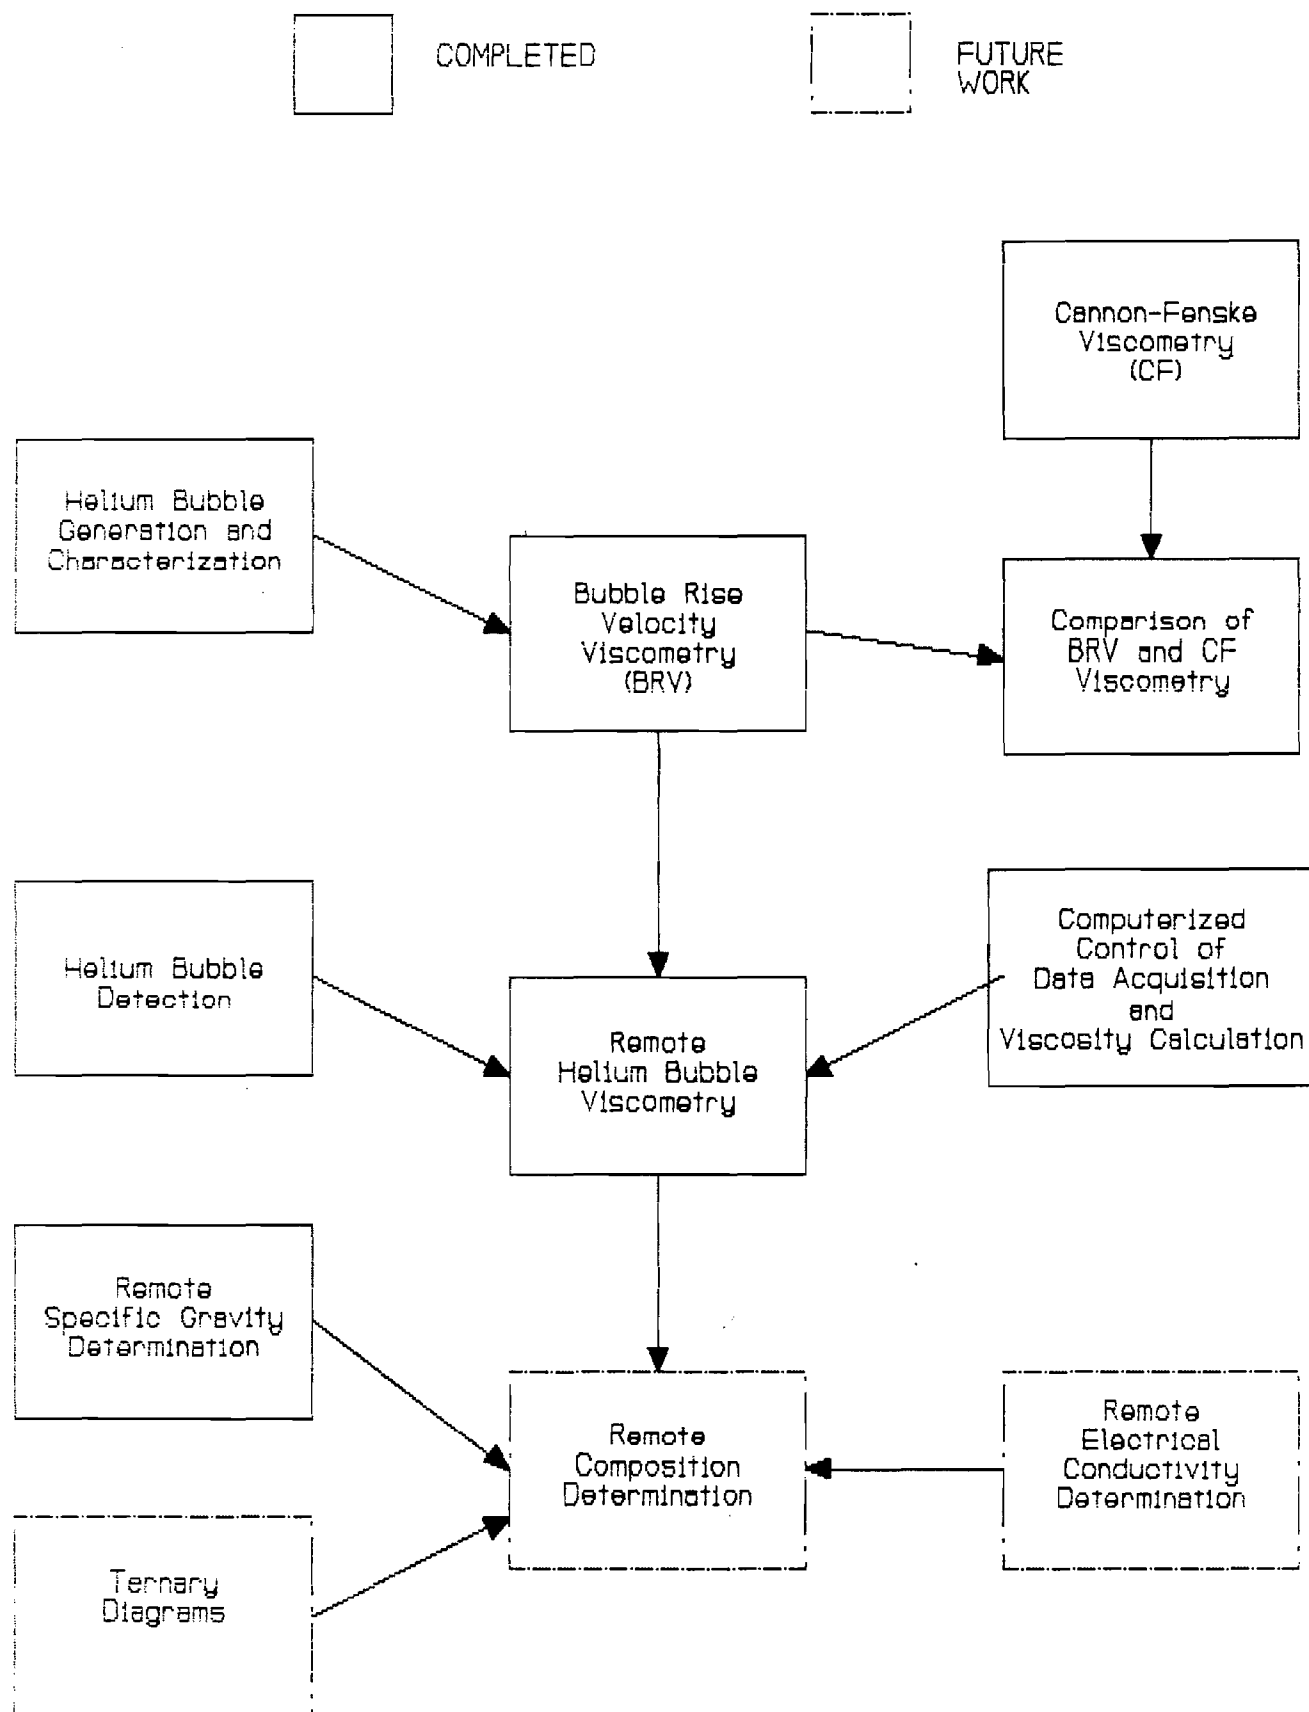 COMPLETED
FUTURE
WORK
Cannon-Fenske
Viscometry
(CF)
Helium Bubble
Generation and
Characterization
Bubble Rise
Velocity
Viscometry
(BRV)
Comparison of
BRV and CF
Viscometry
Helium Bubble
Detection
Remote
Helium Bubble
Viscometry
Computerized
Control of
Data Acquisition
and
Viscosity Calculation
Remote
Specific Gravity
Determination
Remote
Composition
Determination
Remote
Electrical
Conductivity
Determination
Ternary
Diagrams